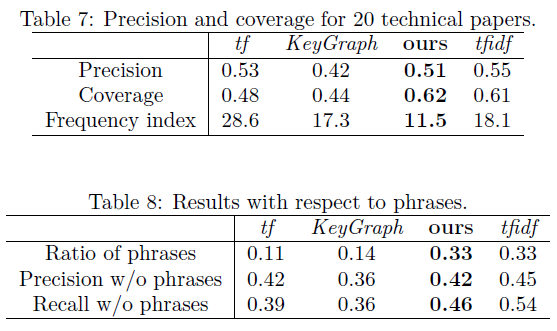 Table 7: Precision and coverage for 20 technical papers.
tf KeyGraph ours tfidf
Precision 0.53 0.42 0.51 0.55
Coverage 0.48 0.44 0.62 0.61
Frequency index 28.6 17.3 11.5 18.1
Table 8: Results with respect to phrases.
tf KeyGraph ours tfidf
Ratio of phrases 0.11 0.14 0.33 0.33
Precision w/o phrases 0.42 0.36 0.42 0.45
Recall w/o phrases 0.39 0.36 0.46 0.54